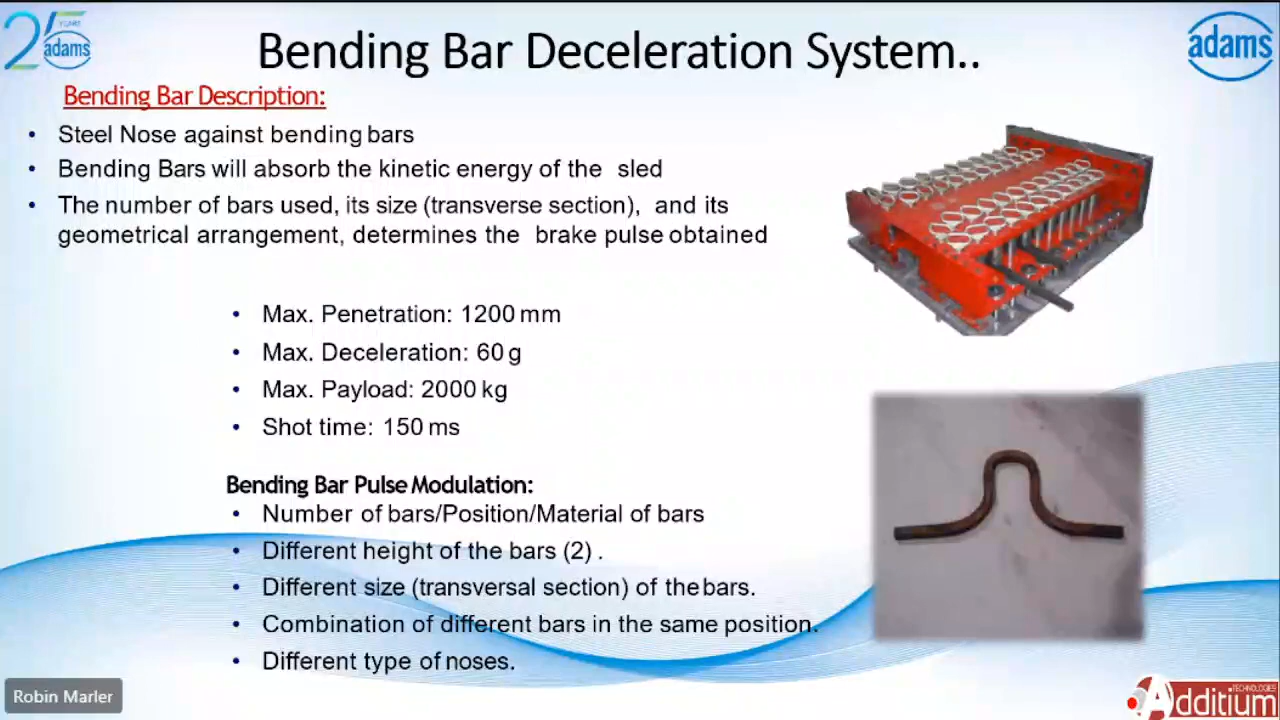 25 YEARS
adams
Bending Bar Deceleration System..
adams
Bending Bar Description:
• Steel Nose against bending bars
• Bending Bars will absorb the kinetic energy of the sled
• The number of bars used, its size (transverse section), and its
geometrical arrangement, determines the brake pulse obtained
• Max. Penetration: 1200 mm
• Max. Deceleration: 60 g
• Max. Payload: 2000 kg
• Shot time: 150 ms
Bending Bar Pulse Modulation:
• Number of bars/Position/Material of bars
• Different height of the bars (2) .
• Different size (transversal section) of the bars.
• Combination of different bars in the same position.
• Different type of noses.
Robin Marler
Additium
TECHNOLOGIES